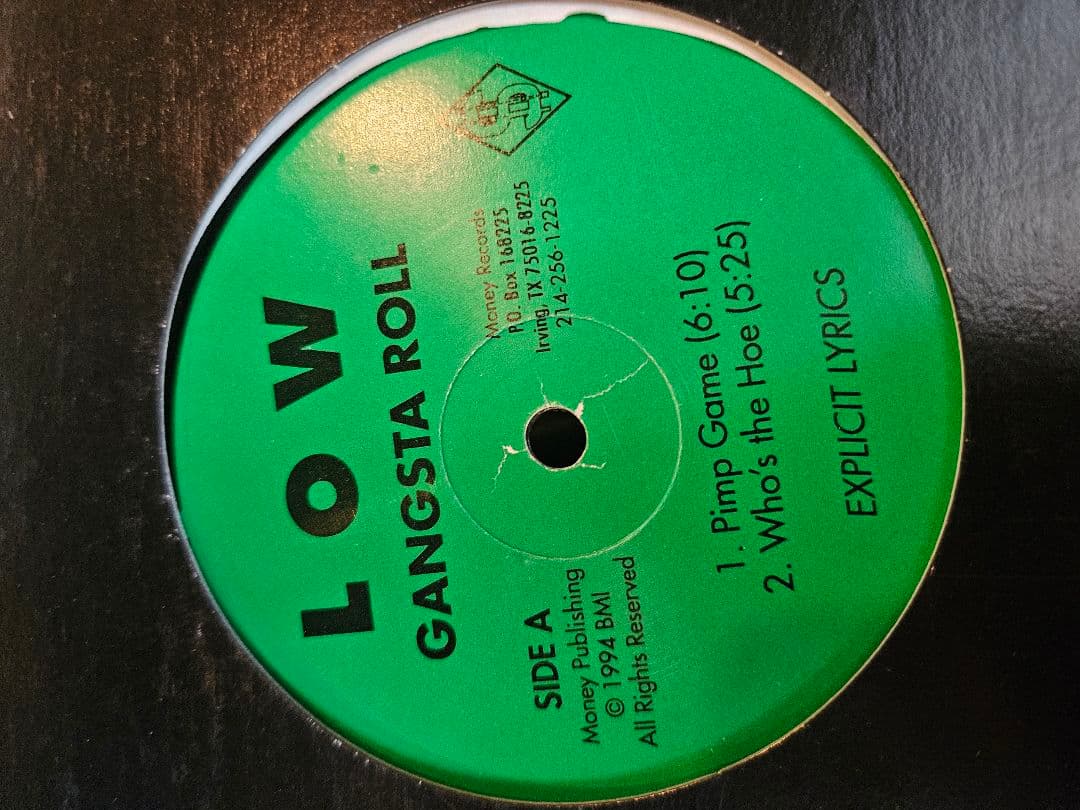 LOW
GANGSTA ROLL
SIDE A
Money Publishing
© 1994 BMI
All Rights Reserved
Money Records
P.O. Box 168225
Irving, TX 75016-8225
214-256-1225
1. Pimp Game (6:10)
2. Who's the Hoe (5:25)
EXPLICIT LYRICS